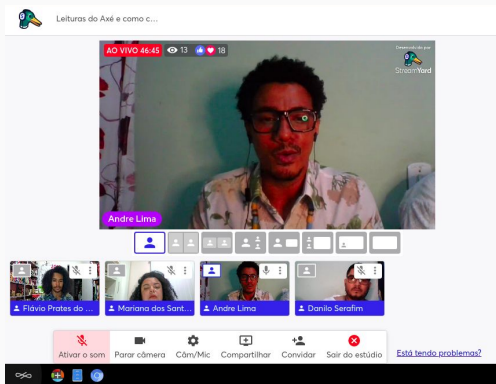 Leituras do Axé e como c...
AO VIVO 46:45 13 18
Desenvolvido por
StreamYard
Andre Lima
Flávio Prates do ...
Mariana dos Sant...
Andre Lima
Danilo Serafim
Ativar o som
Parar câmera
Câm/Mic
Compartilhar
Convidar
Sair do estúdio
Está tendo problemas?